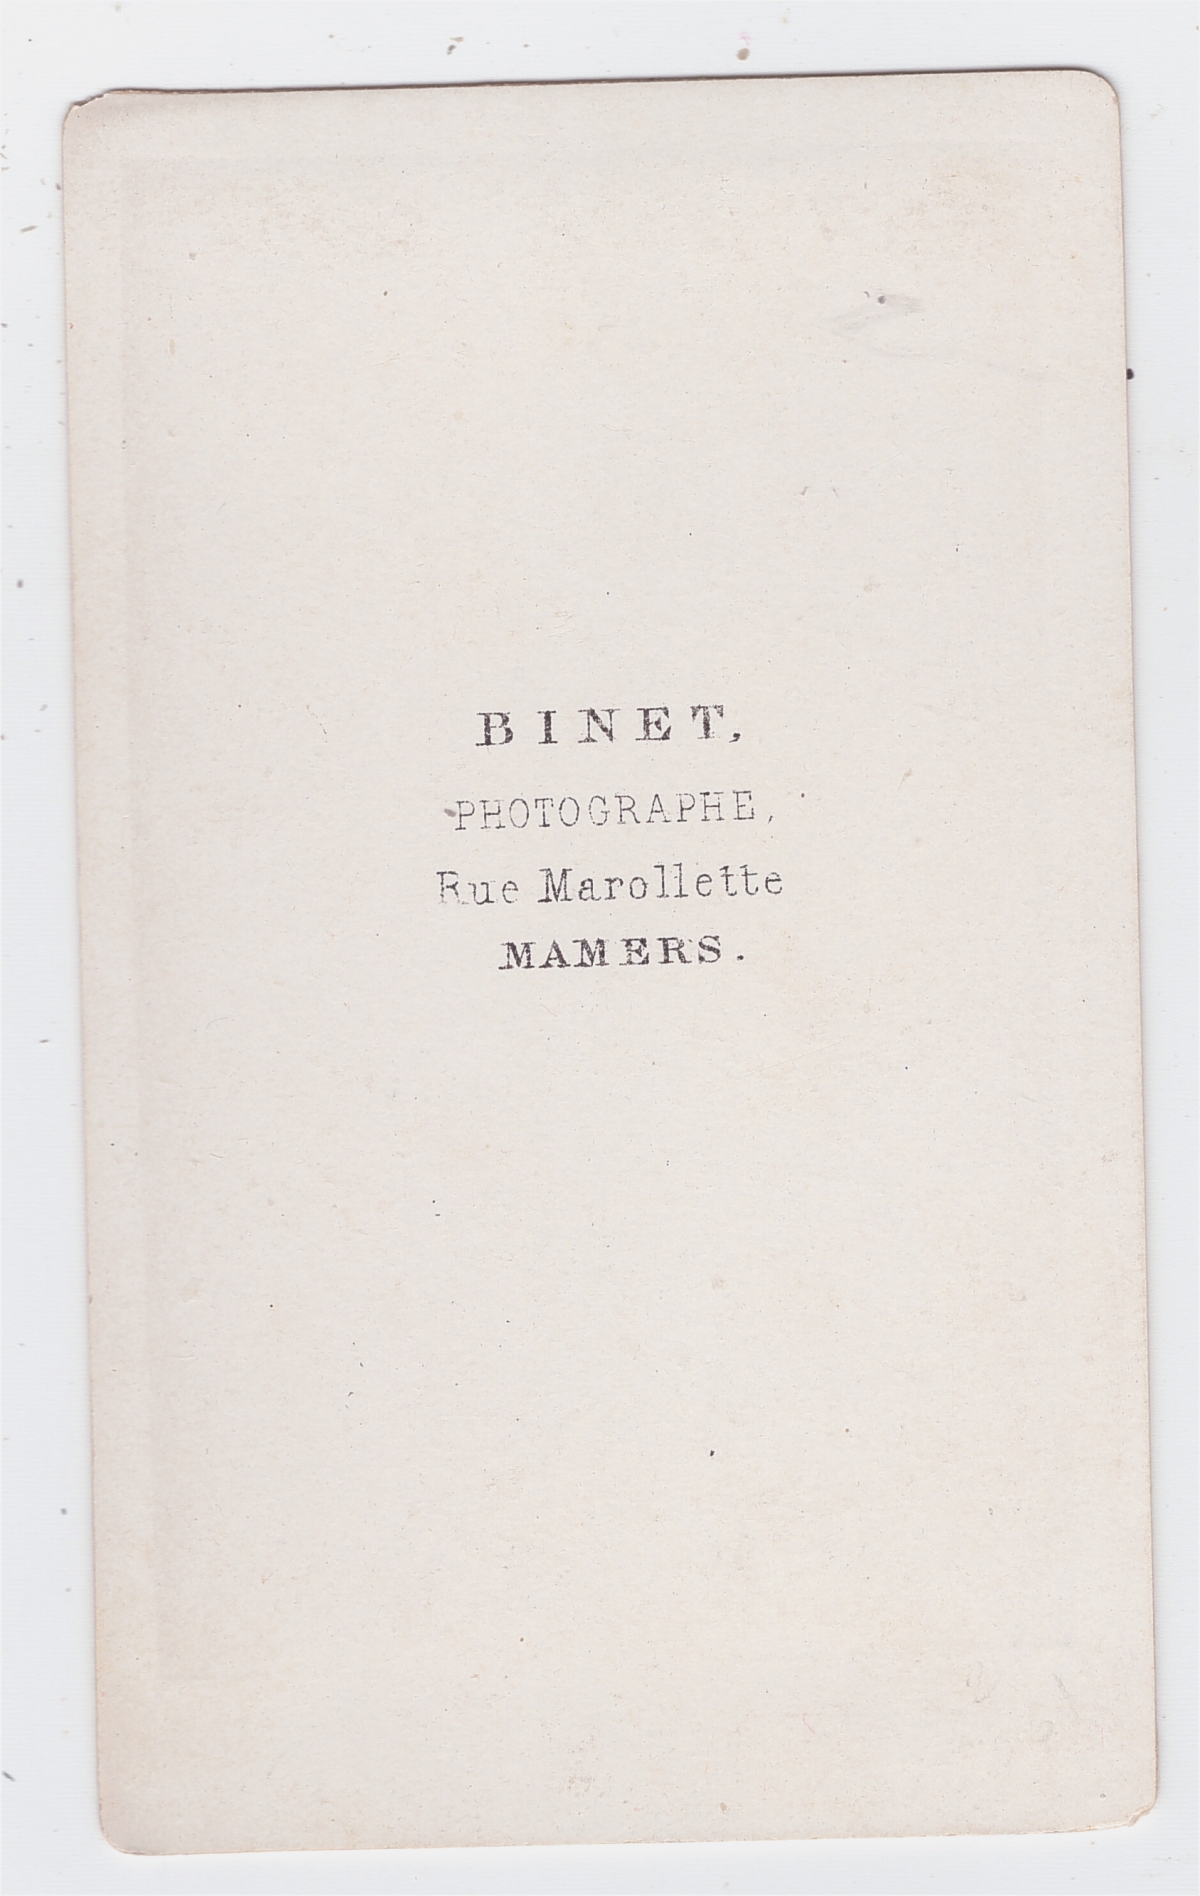 BINET,
PHOTOGRAPHE,
Rue Marollette
MAMERS.